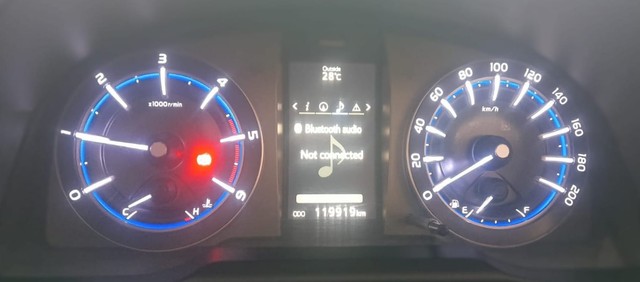 0
1
2
3
4
5
6
x1000r/min
C
H
Outside
28°C
Bluetooth audio
Not connected
ODO 119919km
0
20
40
60
80
100
120
140
160
180
200
km/h
E
F